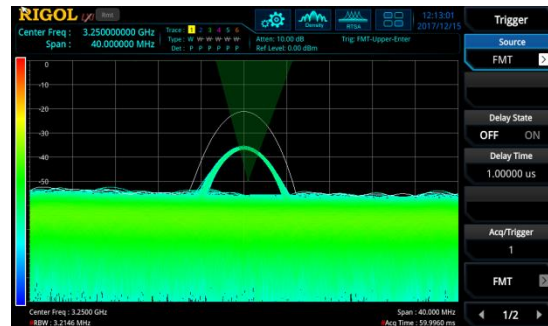 RIGOL Rmt 12:13:01
2017/12/15
Center Freq : 3.250000000 GHz
Span : 40.000000 MHz
Trace : 1 2 3 4 5 6
Type : W W W W W W
Det : P P P P P P
Atten: 10.00 dB
Ref Level: 0.00 dBm
Trig: FMT-Upper-Enter
Density
RTSA
0
-10
-20
-30
-40
-50
Center Freq : 3.2500 GHz Span : 40.000 MHz
RBW : 3.2146 MHz Acq Time : 59.9960 ms
Trigger
Source
FMT
Delay State
OFF ON
Delay Time
1.00000 us
Acq/Trigger
1
FMT
1/2